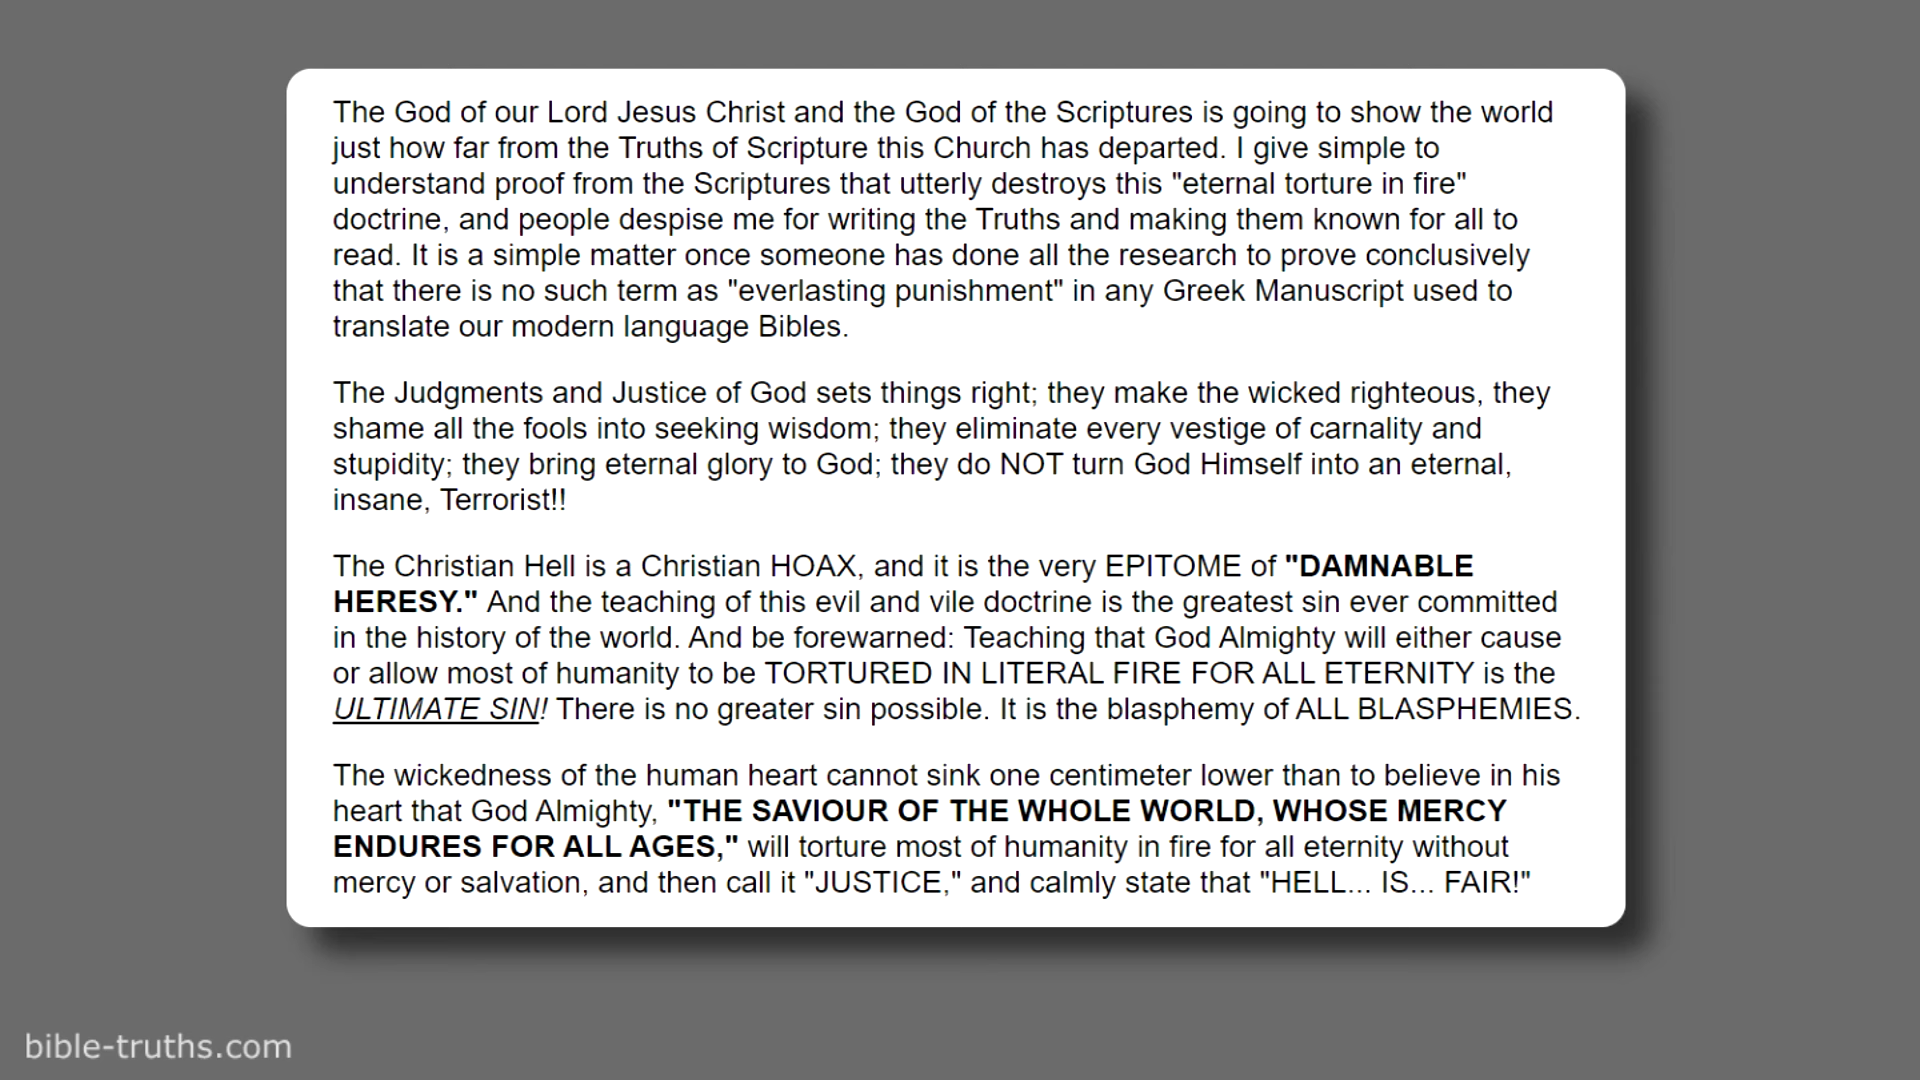 The God of our Lord Jesus Christ and the God of the Scriptures is going to show the world
just how far from the Truths of Scripture this Church has departed. I give simple to
understand proof from the Scriptures that utterly destroys this "eternal torture in fire"
doctrine, and people despise me for writing the Truths and making them known for all to
read. It is a simple matter once someone has done all the research to prove conclusively
that there is no such term as "everlasting punishment" in any Greek Manuscript used to
translate our modern language Bibles.
The Judgments and Justice of God sets things right; they make the wicked righteous, they
shame all the fools into seeking wisdom; they eliminate every vestige of carnality and
stupidity; they bring eternal glory to God; they do NOT turn God Himself into an eternal,
insane, Terrorist!!
The Christian Hell is a Christian HOAX, and it is the very EPITOME of "DAMNABLE
HERESY." And the teaching of this evil and vile doctrine is the greatest sin ever committed
in the history of the world. And be forewarned: Teaching that God Almighty will either cause
or allow most of humanity to be TORTURED IN LITERAL FIRE FOR ALL ETERNITY is the
ULTIMATE SIN! There is no greater sin possible. It is the blasphemy of ALL BLASPHEMIES.
The wickedness of the human heart cannot sink one centimeter lower than to believe in his
heart that God Almighty, "THE SAVIOUR OF THE WHOLE WORLD, WHOSE MERCY
ENDURES FOR ALL AGES," will torture most of humanity in fire for all eternity without
mercy or salvation, and then call it "JUSTICE," and calmly state that "HELL... IS... FAIR!"
bible-truths.com